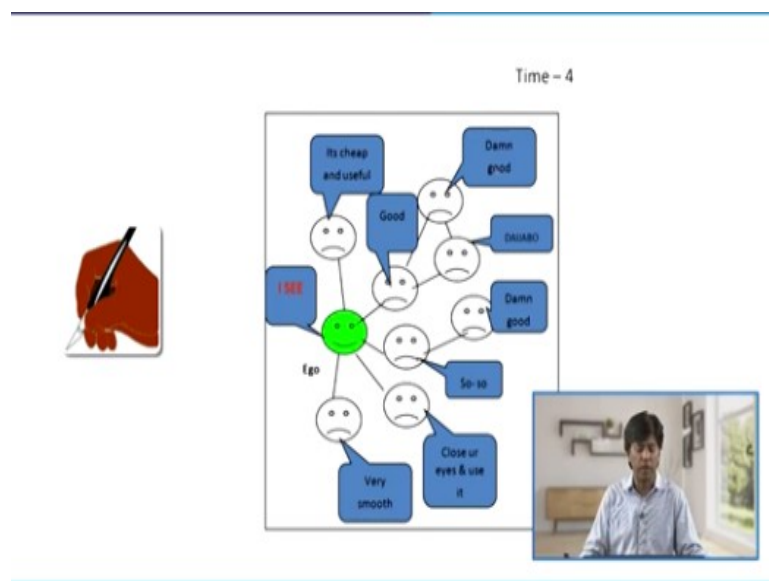 Time – 4
Its cheap
and useful
Damn
good
Good
DAIJABO
I SEE
Damn
good
Ego
So- so
Close ur
eyes & use
it
Very
smooth